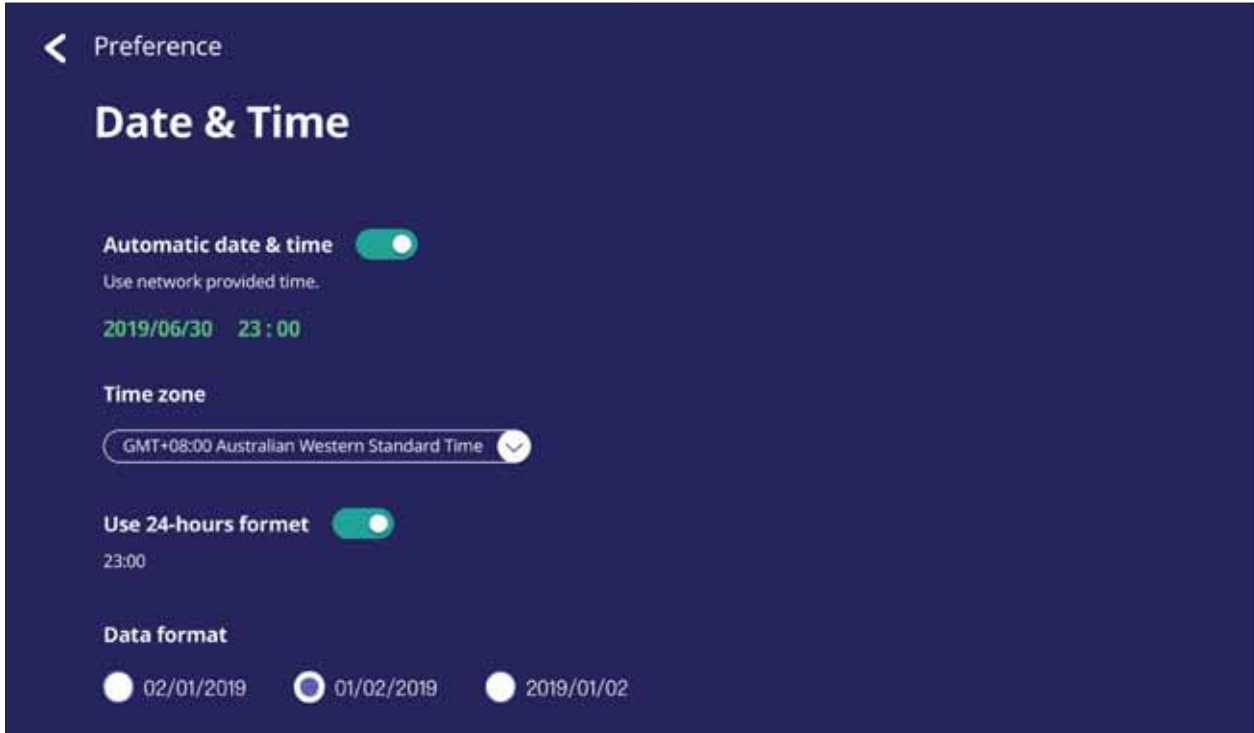 Preference
Date & Time
Automatic date & time
Use network provided time.
2019/06/30 23 : 00
Time zone
GMT+08:00 Australian Western Standard Time
Use 24-hours formet
23:00
Data format
02/01/2019 01/02/2019 2019/01/02